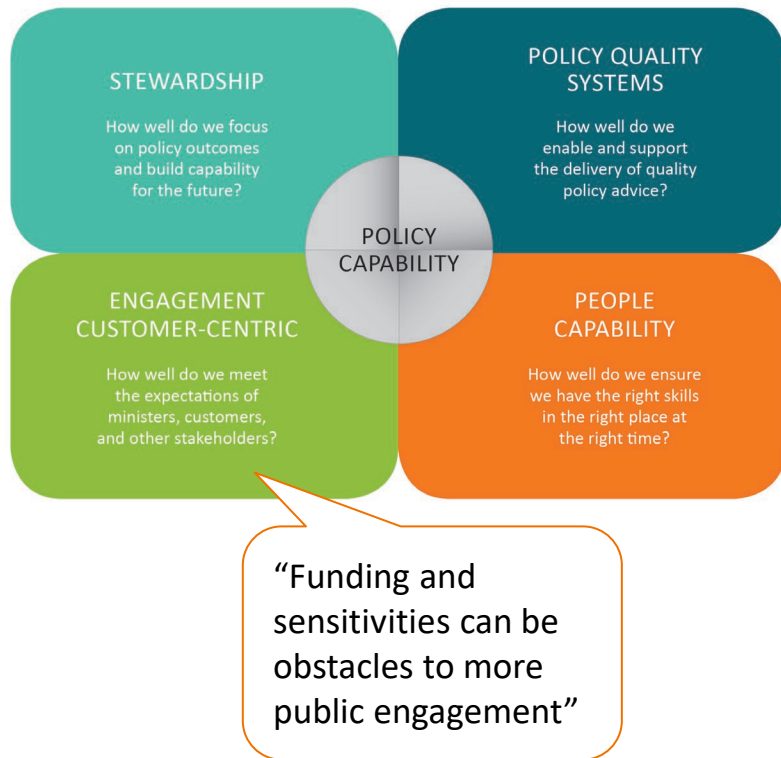 STEWARDSHIP
How well do we focus
on policy outcomes
and build capability
for the future?
POLICY QUALITY
SYSTEMS
How well do we
enable and support
the delivery of quality
policy advice?
POLICY
CAPABILITY
ENGAGEMENT
CUSTOMER-CENTRIC
How well do we meet
the expectations of
ministers, customers,
and other stakeholders?
PEOPLE
CAPABILITY
How well do we ensure
we have the right skills
in the right place at
the right time?
“Funding and
sensitivities can be
obstacles to more
public engagement”